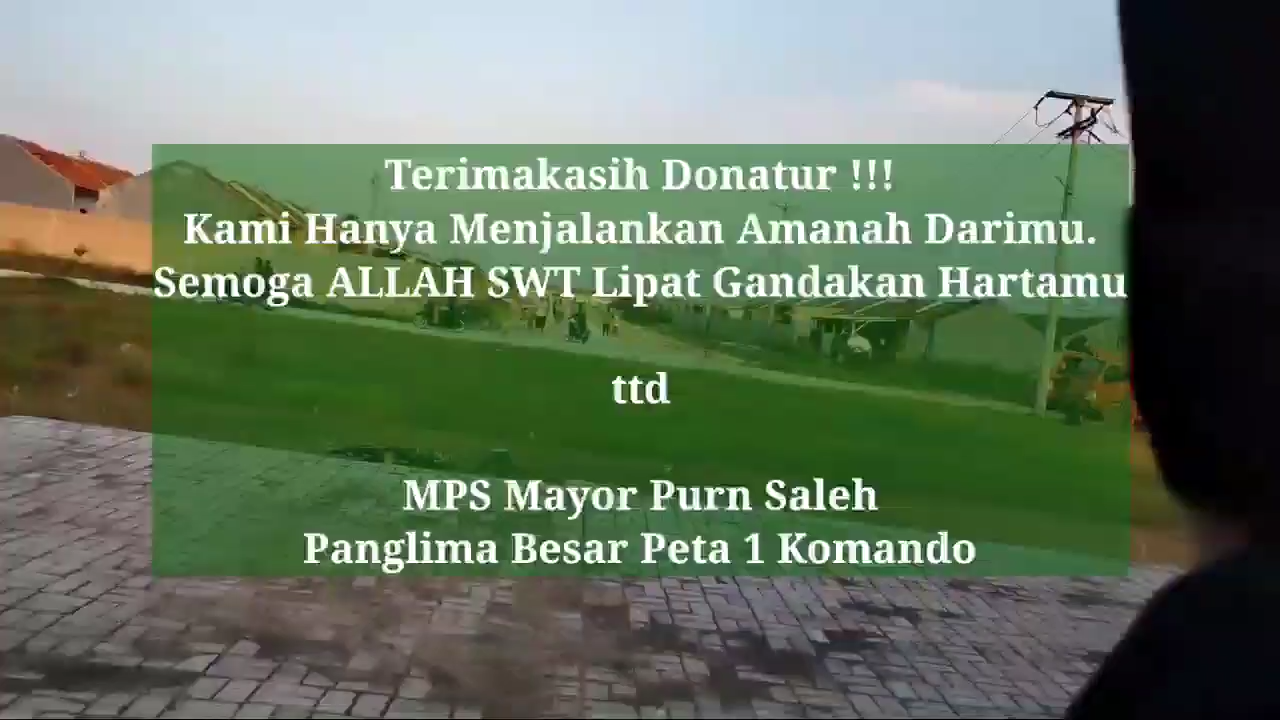 Terimakasih Donatur !!!
Kami Hanya Menjalankan Amanah Darimu.
Semoga ALLAH SWT Lipat Gandakan Hartamu
ttd
MPS Mayor Purn Saleh
Panglima Besar Peta 1 Komando